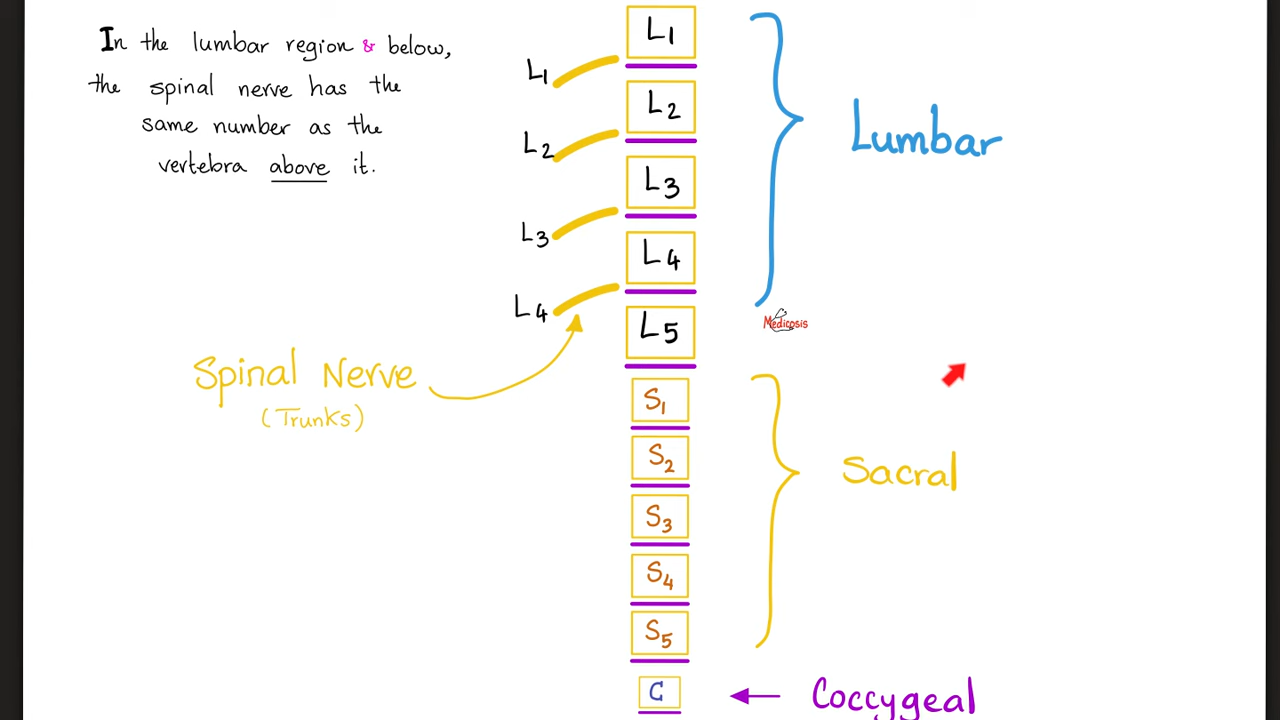 In the lumbar region & below,
the spinal nerve has the
same number as the
vertebra above it.
L1
L2
L3
L4
Spinal Nerve
(Trunks)
L1
L2
L3
L4
L5
S1
S2
S3
S4
S5
C
Lumbar
Medicosis
Sacral
Coccygeal